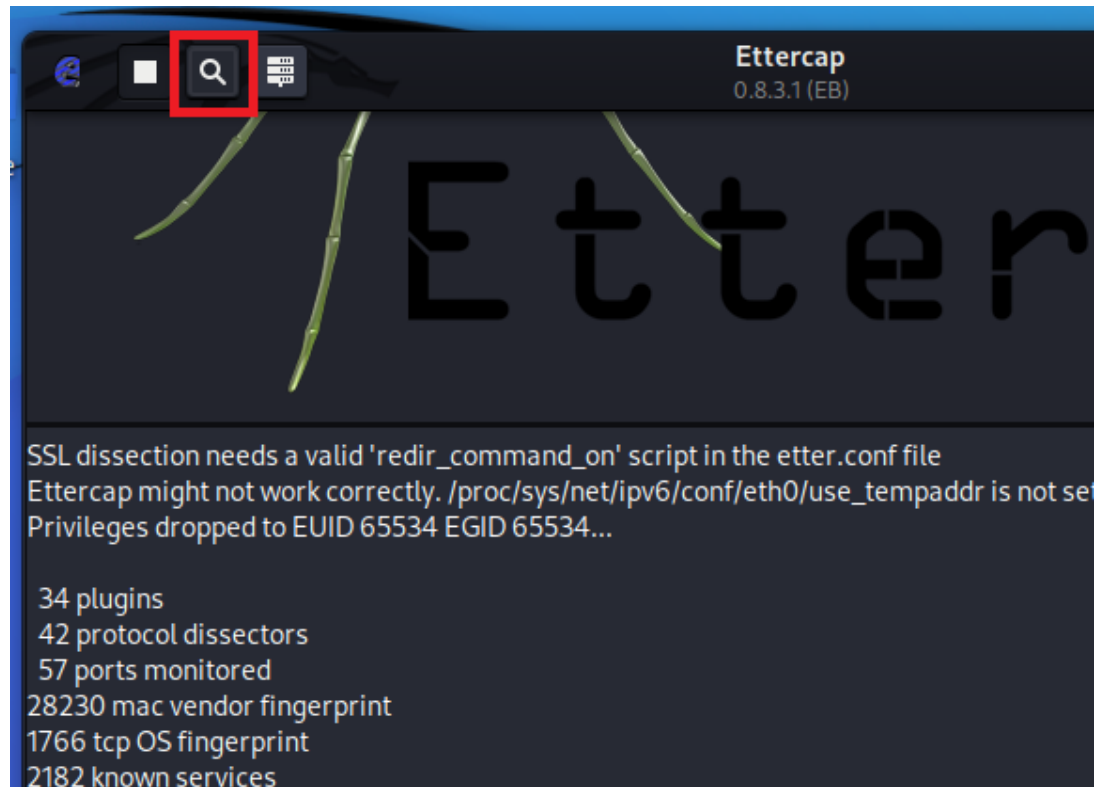 Ettercap
0.8.3.1 (EB)
Etter
SSL dissection needs a valid 'redir_command_on' script in the etter.conf file
Ettercap might not work correctly. /proc/sys/net/ipv6/conf/eth0/use_tempaddr is not set
Privileges dropped to EUID 65534 EGID 65534...
34 plugins
42 protocol dissectors
57 ports monitored
28230 mac vendor fingerprint
1766 tcp OS fingerprint
2182 known services